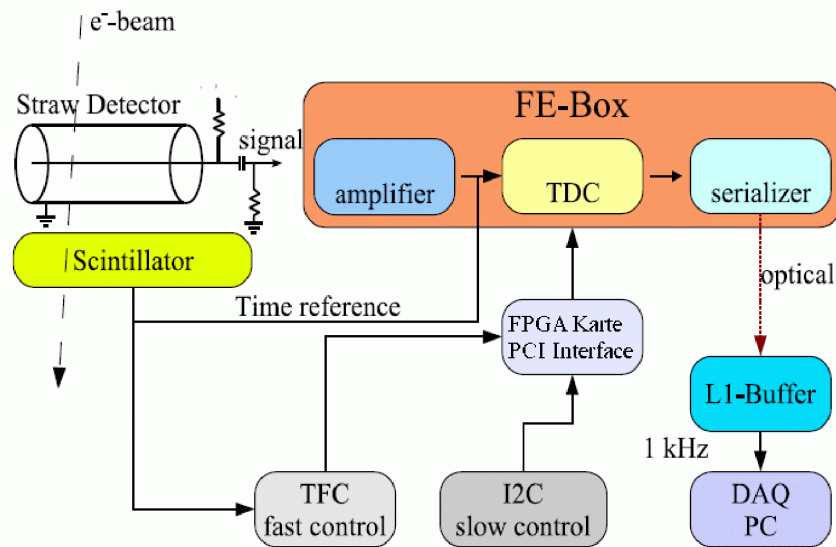 e⁻-beam
Straw Detector
signal
FE-Box
amplifier
TDC
serializer
Scintillator
optical
Time reference
FPGA Karte
PCI Interface
L1-Buffer
1 kHz
TFC
fast control
I2C
slow control
DAQ
PC